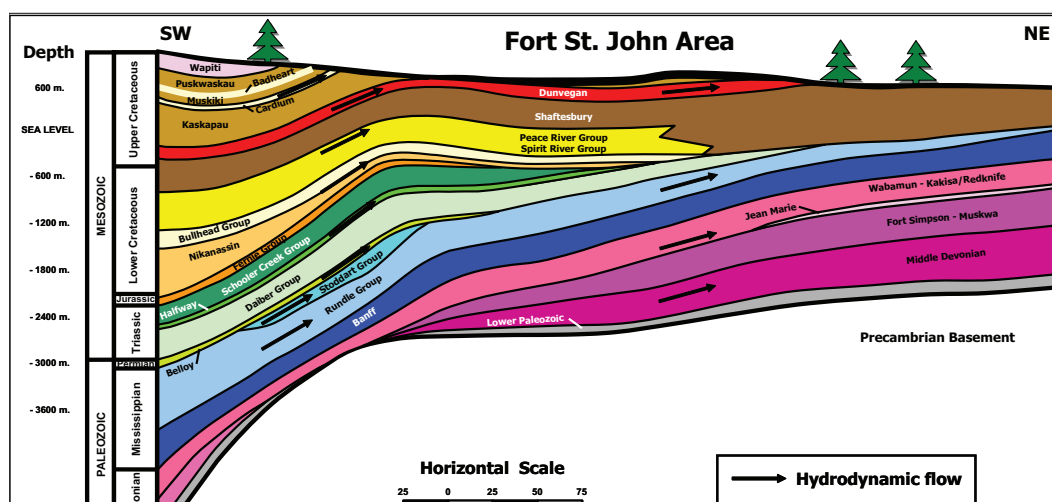 SW
Fort St. John Area
NE
Depth
600 m.
SEA LEVEL
- 600 m.
- 1200 m.
- 1800 m.
- 2400 m.
- 3000 m.
- 3600 m.
MESOZOIC
PALEOZOIC
Upper Cretaceous
Lower Cretaceous
Jurassic
Triassic
Permian
Mississippian
onian
Wapiti
Puskwaskau
Badheart
Muskiki
Cardium
Kaskapau
Dunvegan
Shaftesbury
Peace River Group
Spirit River Group
Bullhead Group
Nikanassin
Fernie Group
Schooler Creek Group
Halfway
Daiber Group
Stoddart Group
Belloy
Rundle Group
Banff
Wabamun - Kakisa/Redknife
Jean Marie
Fort Simpson - Muskwa
Middle Devonian
Lower Paleozoic
Precambrian Basement
Horizontal Scale
25 0 25 50 75
Hydrodynamic flow